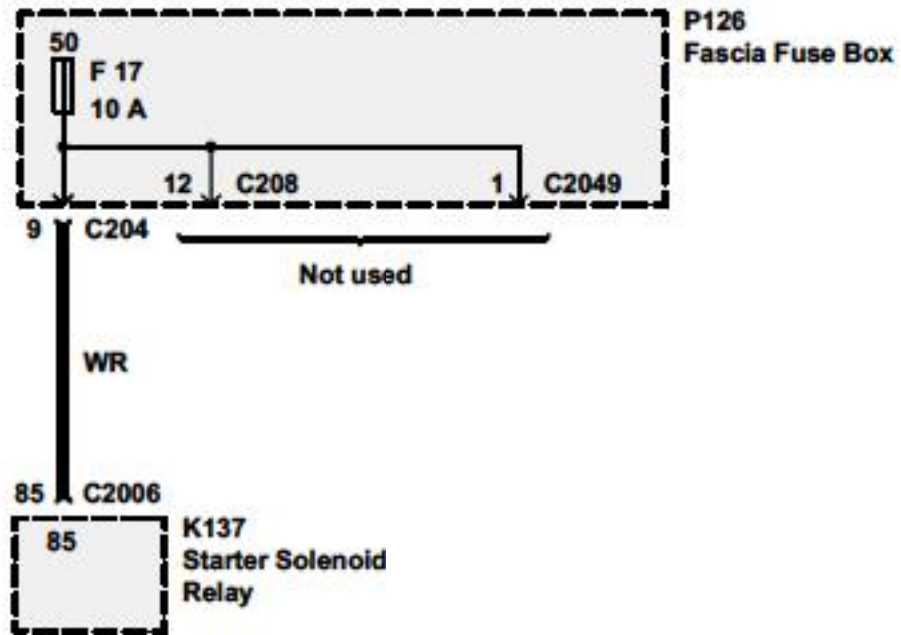 P126
Fascia Fuse Box
50
F 17
10 A
12 C208
1 C2049
9 C204
Not used
WR
85 C2006
85
K137
Starter Solenoid
Relay